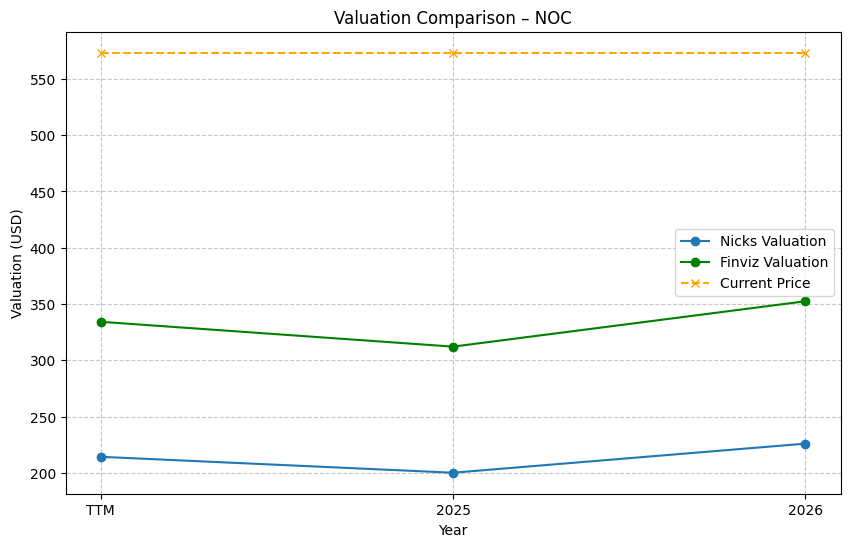 Valuation Comparison – NOC
Valuation (USD)
550
500
450
400
350
300
250
200
Nicks Valuation
Finviz Valuation
Current Price
TTM
2025
2026
Year